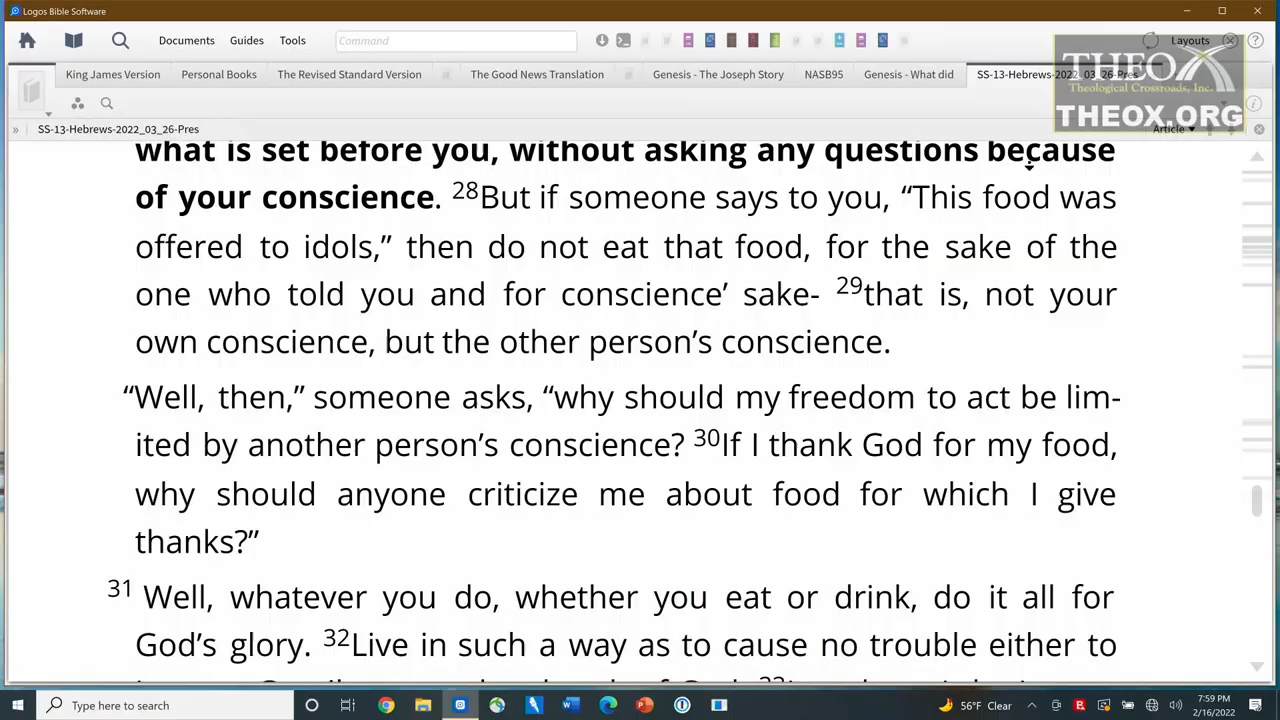 Logos Bible Software
Documents Guides Tools Command Layouts
King James Version Personal Books The Revised Standard Version The Good News Translation Genesis - The Joseph Story NASB95 Genesis - What did SS-13-Hebrews-2022_03_26-Pres
THEOX
Theological Crossroads, Inc.
THEOX.ORG
SS-13-Hebrews-2022_03_26-Pres Article
what is set before you, without asking any questions because
of your conscience. 28But if someone says to you, “This food was
offered to idols,” then do not eat that food, for the sake of the
one who told you and for conscience’ sake- 29that is, not your
own conscience, but the other person’s conscience.
“Well, then,” someone asks, “why should my freedom to act be lim-
ited by another person’s conscience? 30If I thank God for my food,
why should anyone criticize me about food for which I give
thanks?”
31 Well, whatever you do, whether you eat or drink, do it all for
God’s glory. 32Live in such a way as to cause no trouble either to
Type here to search 56°F Clear 7:59 PM
2/16/2022